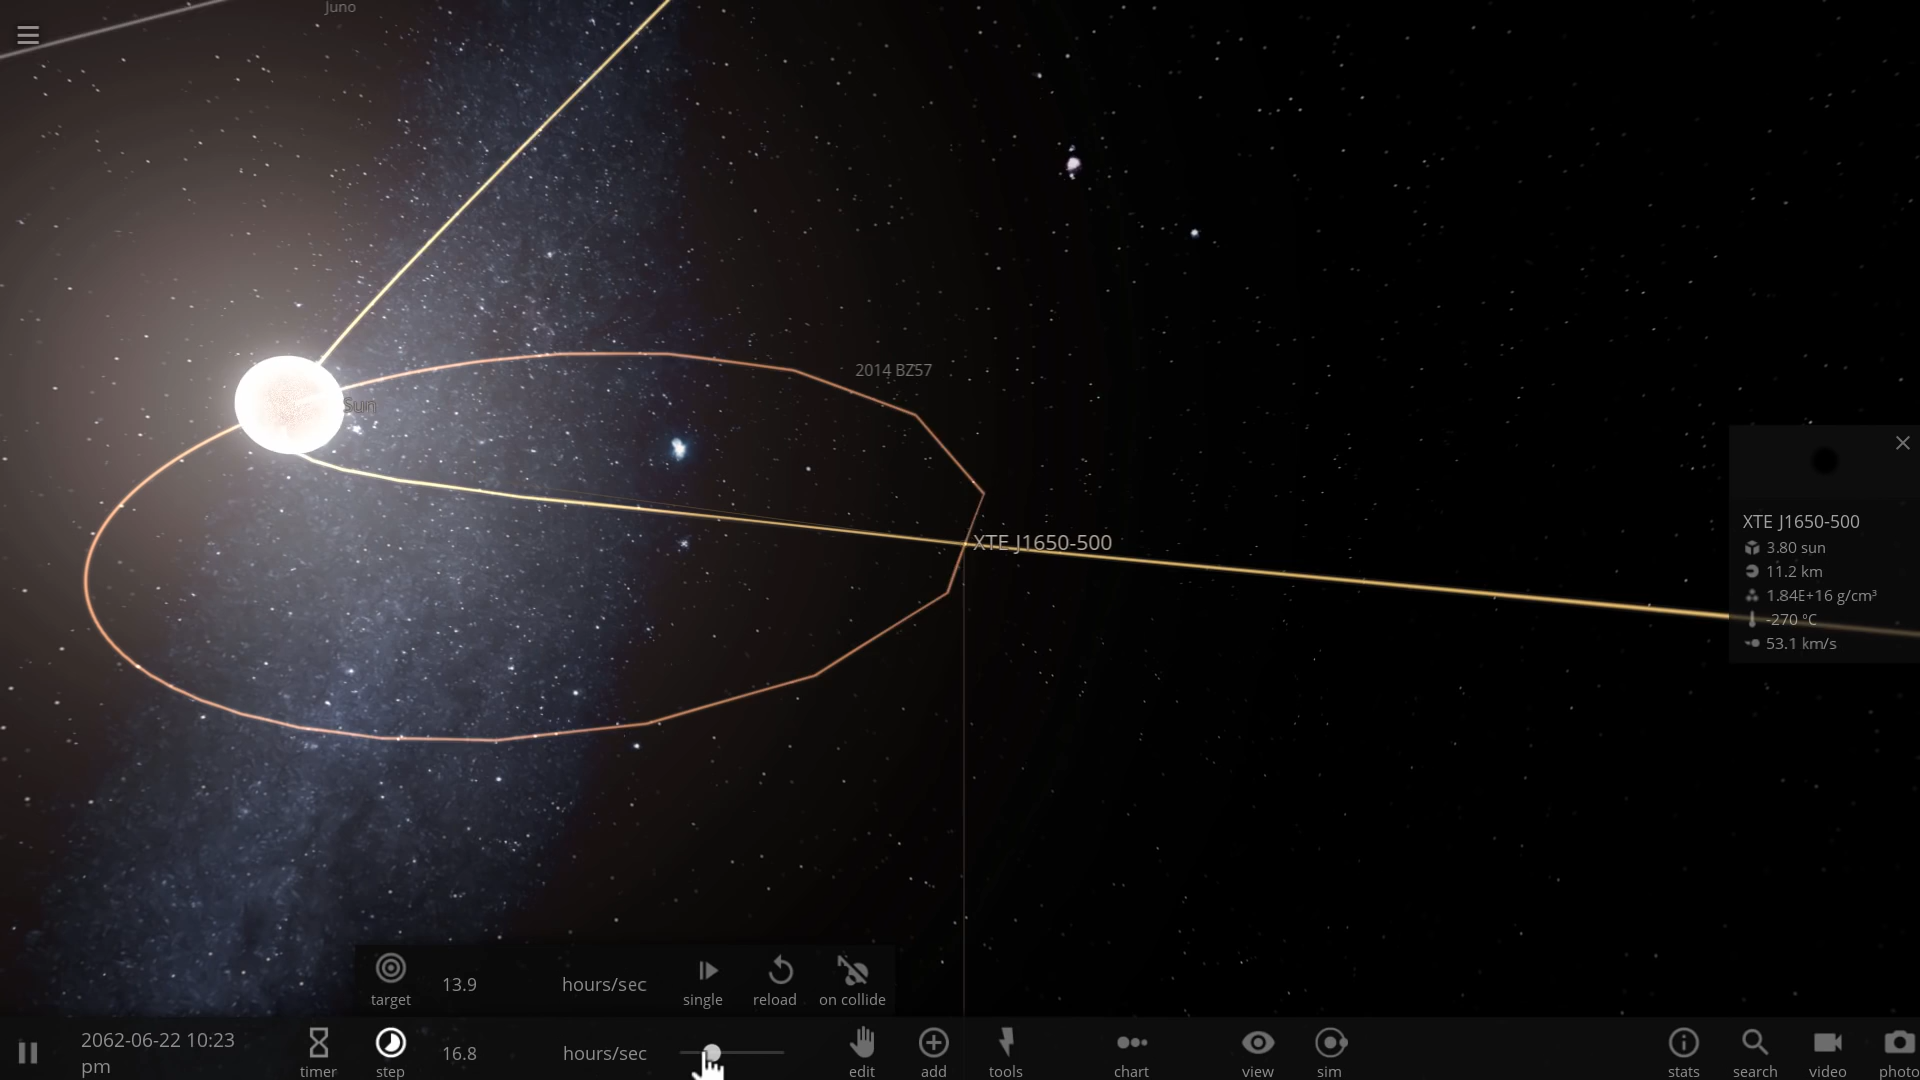 Juno
2014 BZ57
Sun
XTE J1650-500
XTE J1650-500
3.80 sun
11.2 km
1.84E+16 g/cm³
-270 °C
53.1 km/s
target
13.9
hours/sec
single
reload
on collide
2062-06-22 10:23
pm
timer
step
16.8
hours/sec
edit
add
tools
chart
view
sim
stats
search
video
photo